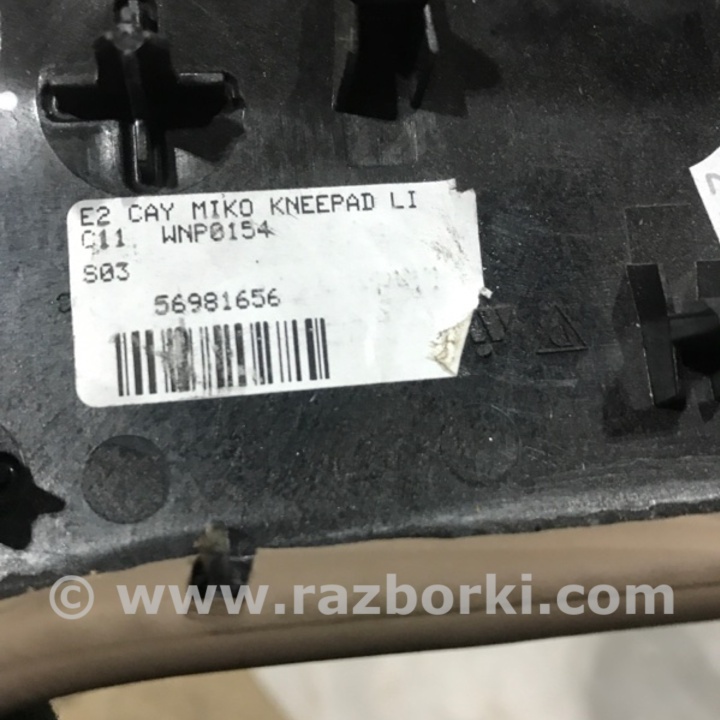 E2 CAY MIKO KNEEPAD LI
C11 WNP0154
S03
56981656
© www.razborki.com